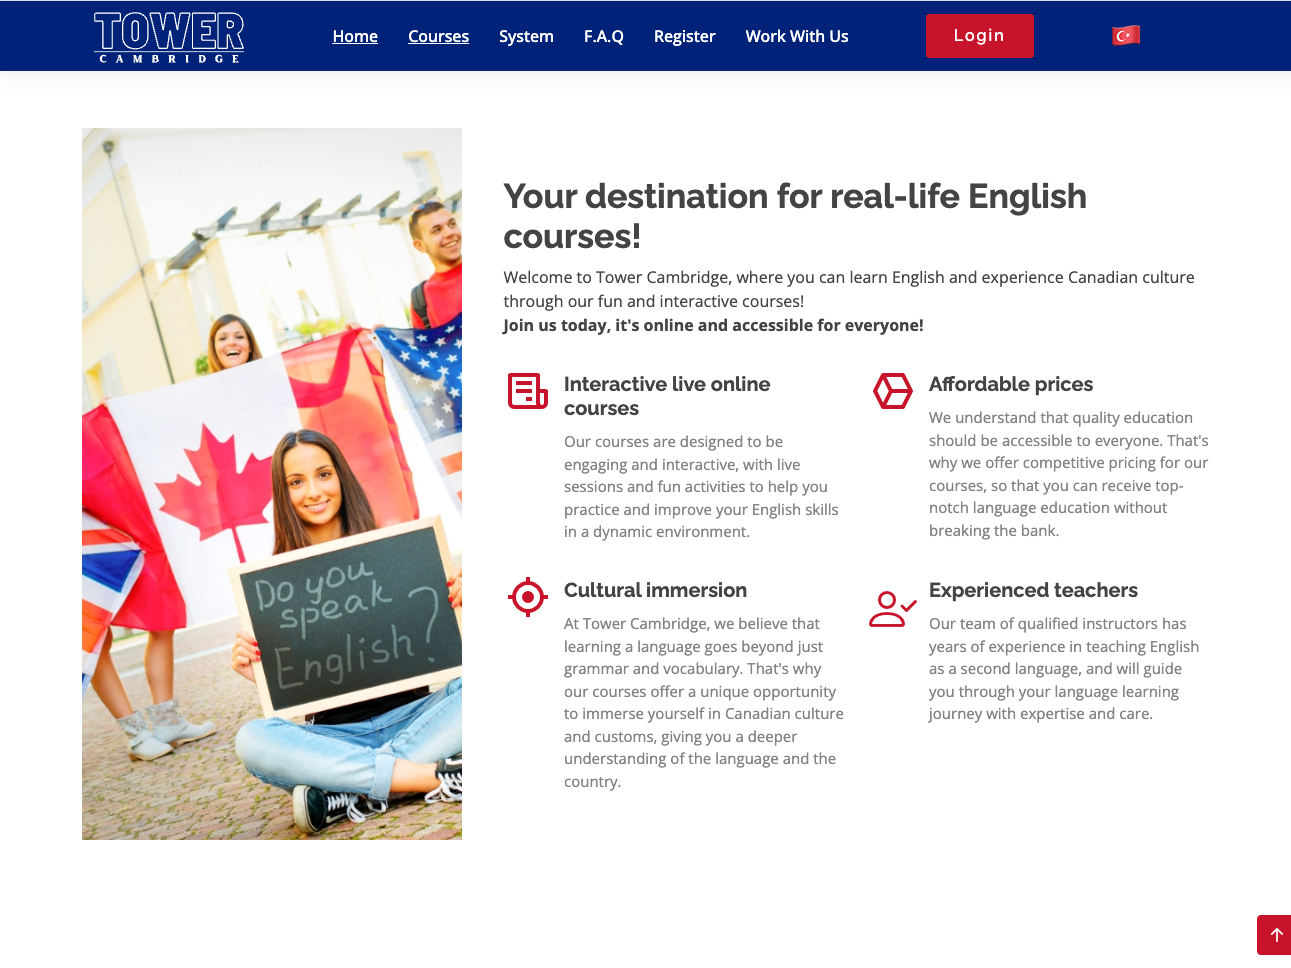 TOWER
CAMBRIDGE
Home
Courses
System
F.A.Q
Register
Work With Us
Login
Your destination for real-life English
courses!
Welcome to Tower Cambridge, where you can learn English and experience Canadian culture
through our fun and interactive courses!
Join us today, it's online and accessible for everyone!
Interactive live online
courses
Our courses are designed to be
engaging and interactive, with live
sessions and fun activities to help you
practice and improve your English skills
in a dynamic environment.
Affordable prices
We understand that quality education
should be accessible to everyone. That's
why we offer competitive pricing for our
courses, so that you can receive top-
notch language education without
breaking the bank.
Cultural immersion
At Tower Cambridge, we believe that
learning a language goes beyond just
grammar and vocabulary. That's why
our courses offer a unique opportunity
to immerse yourself in Canadian culture
and customs, giving you a deeper
understanding of the language and the
country.
Experienced teachers
Our team of qualified instructors has
years of experience in teaching English
as a second language, and will guide
you through your language learning
journey with expertise and care.
Do you
speak
English?